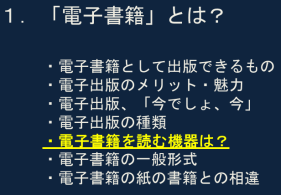 1. 「電子書籍」とは？
・電子書籍として出版できるもの
・電子出版のメリット・魅力
・電子出版、「今でしょ、今」
・電子出版の種類
・電子書籍を読む機器は？
・電子書籍の一般形式
・電子書籍の紙の書籍との相違